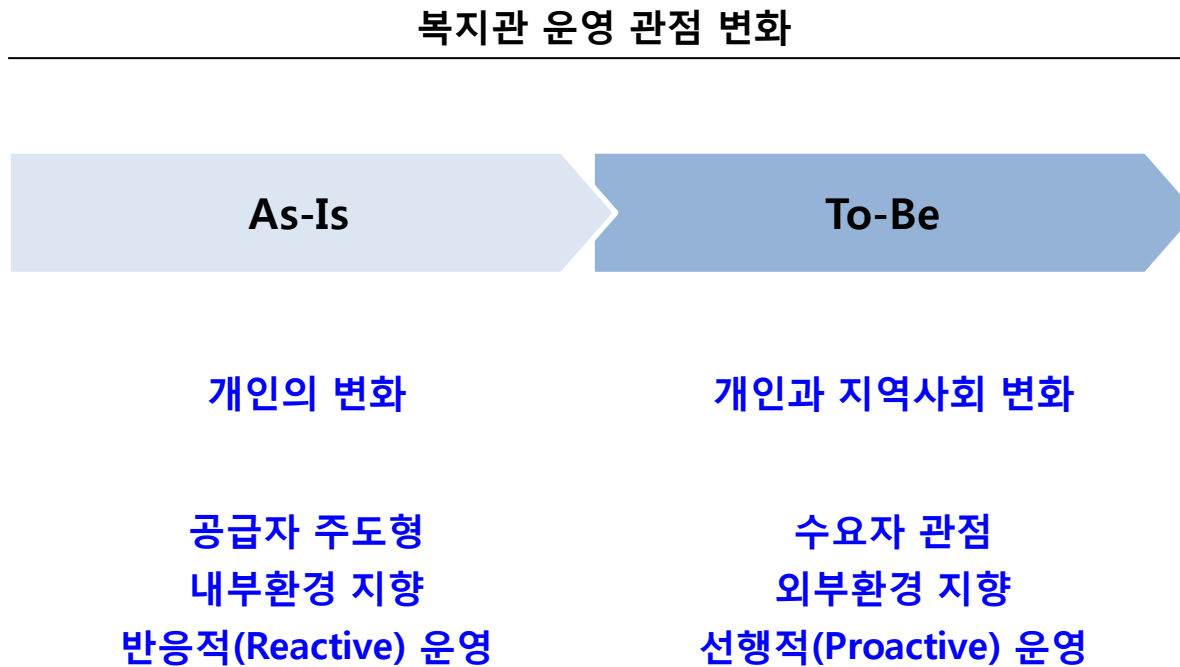 복지관 운영 관점 변화
As-Is
To-Be
개인의 변화
개인과 지역사회 변화
공급자 주도형
내부환경 지향
반응적(Reactive) 운영
수요자 관점
외부환경 지향
선행적(Proactive) 운영